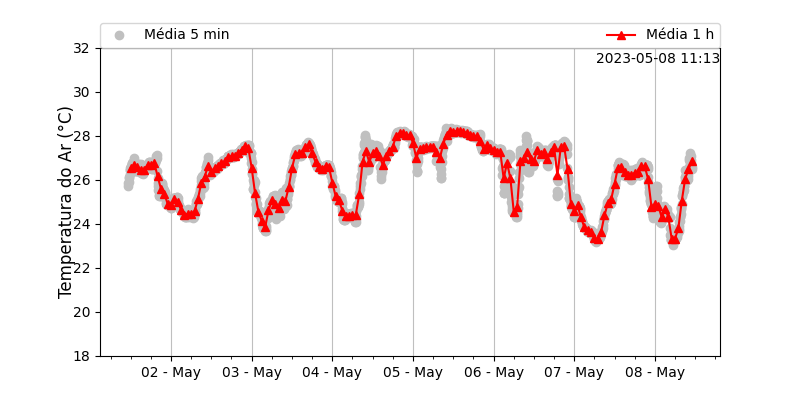 Média 5 min
Média 1 h
2023-05-08 11:13
Temperatura do Ar (°C)
32
30
28
26
24
22
20
18
02 - May
03 - May
04 - May
05 - May
06 - May
07 - May
08 - May